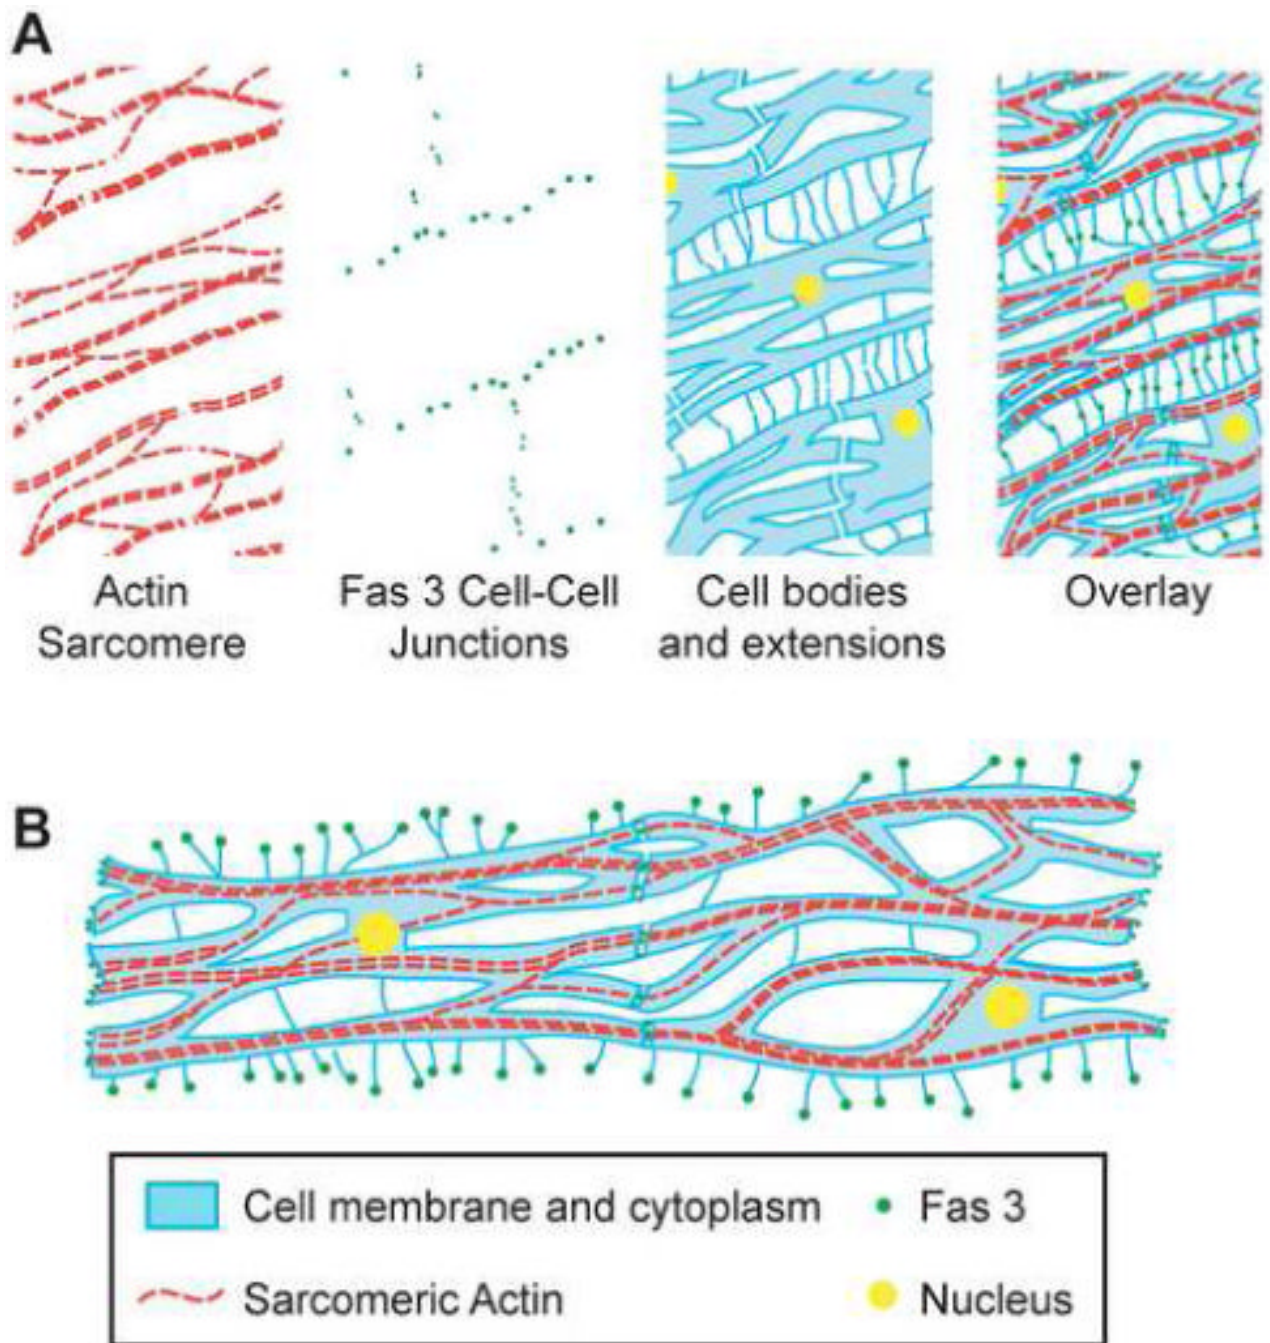 A
Actin
Sarcomere
Fas 3 Cell-Cell
Junctions
Cell bodies
and extensions
Overlay
B
Cell membrane and cytoplasm
Fas 3
Sarcomeric Actin
Nucleus